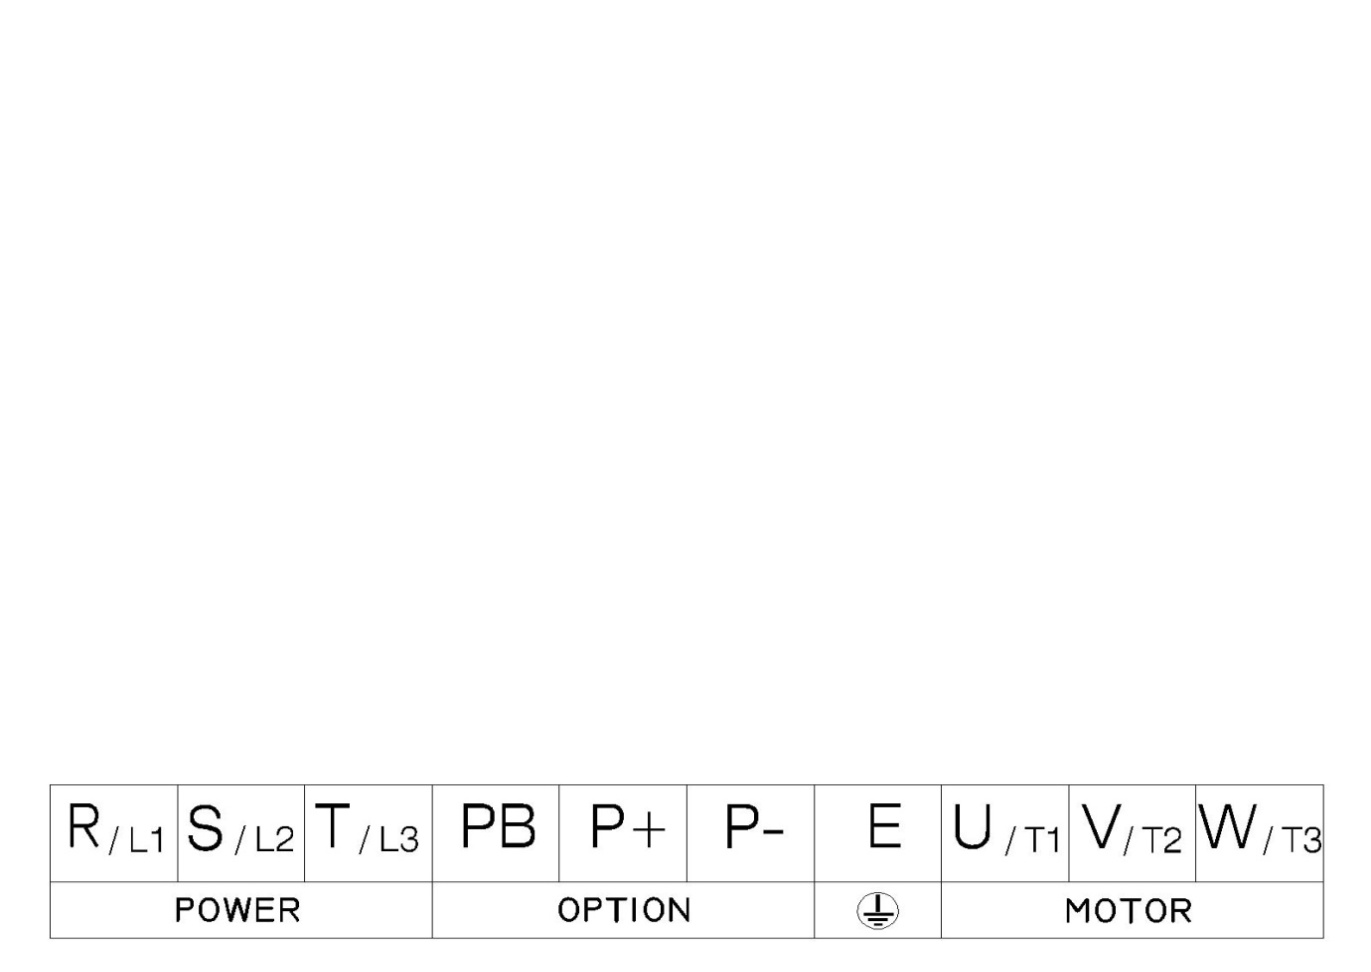 R/L1 S/L2 T/L3 PB P+ P- E U/T1 V/T2 W/T3
POWER OPTION MOTOR